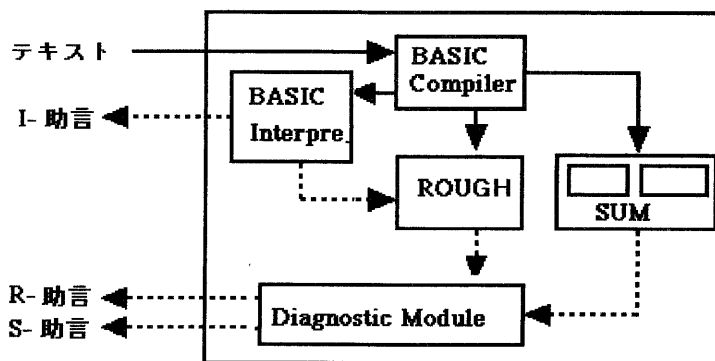 テキスト
BASIC
Compiler
BASIC
Interpre.
I- 助言
ROUGH
SUM
R- 助言
S- 助言
Diagnostic Module